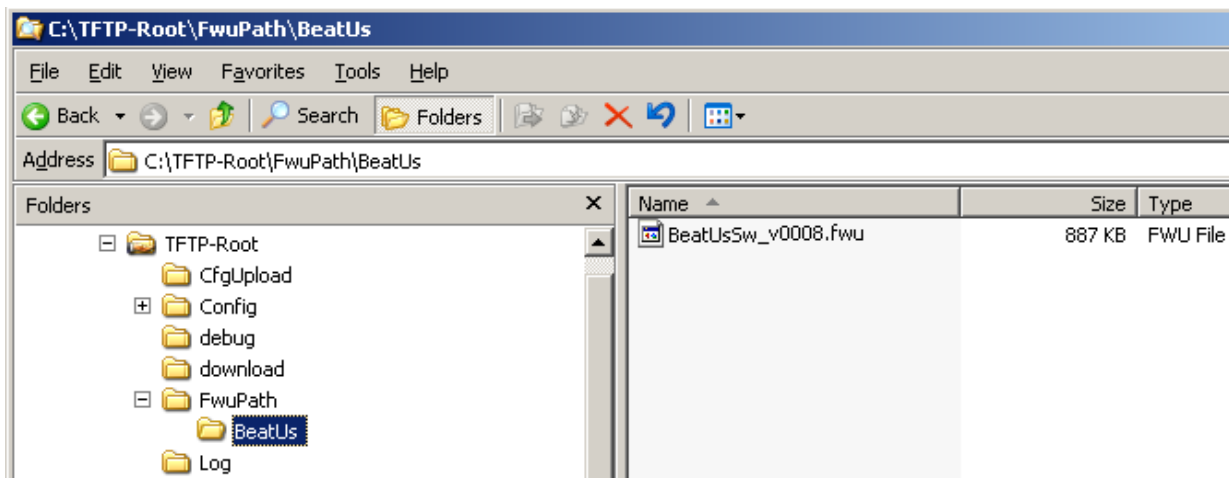 C:\TFTP-Root\FwuPath\BeatUs
File Edit View Favorites Tools Help
Back Search Folders
Address C:\TFTP-Root\FwuPath\BeatUs
Folders
Name Size Type
TFTP-Root
BeatUsSw_v0008.fwu 887 KB FWU File
CfgUpload
Config
debug
download
FwuPath
BeatUs
Log